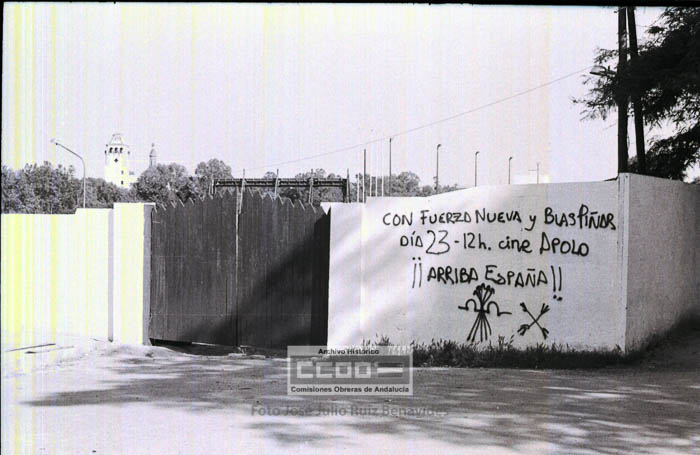 CON FUERZO NUEVA y BLAS PIÑAR
DÍA 23-12h. cine APOLO
¡¡ARRIBA ESPAÑA!!
Archivo Histórico
CCOO-A
Comisiones Obreras de Andalucía
Foto José Julio Ruiz Benavides